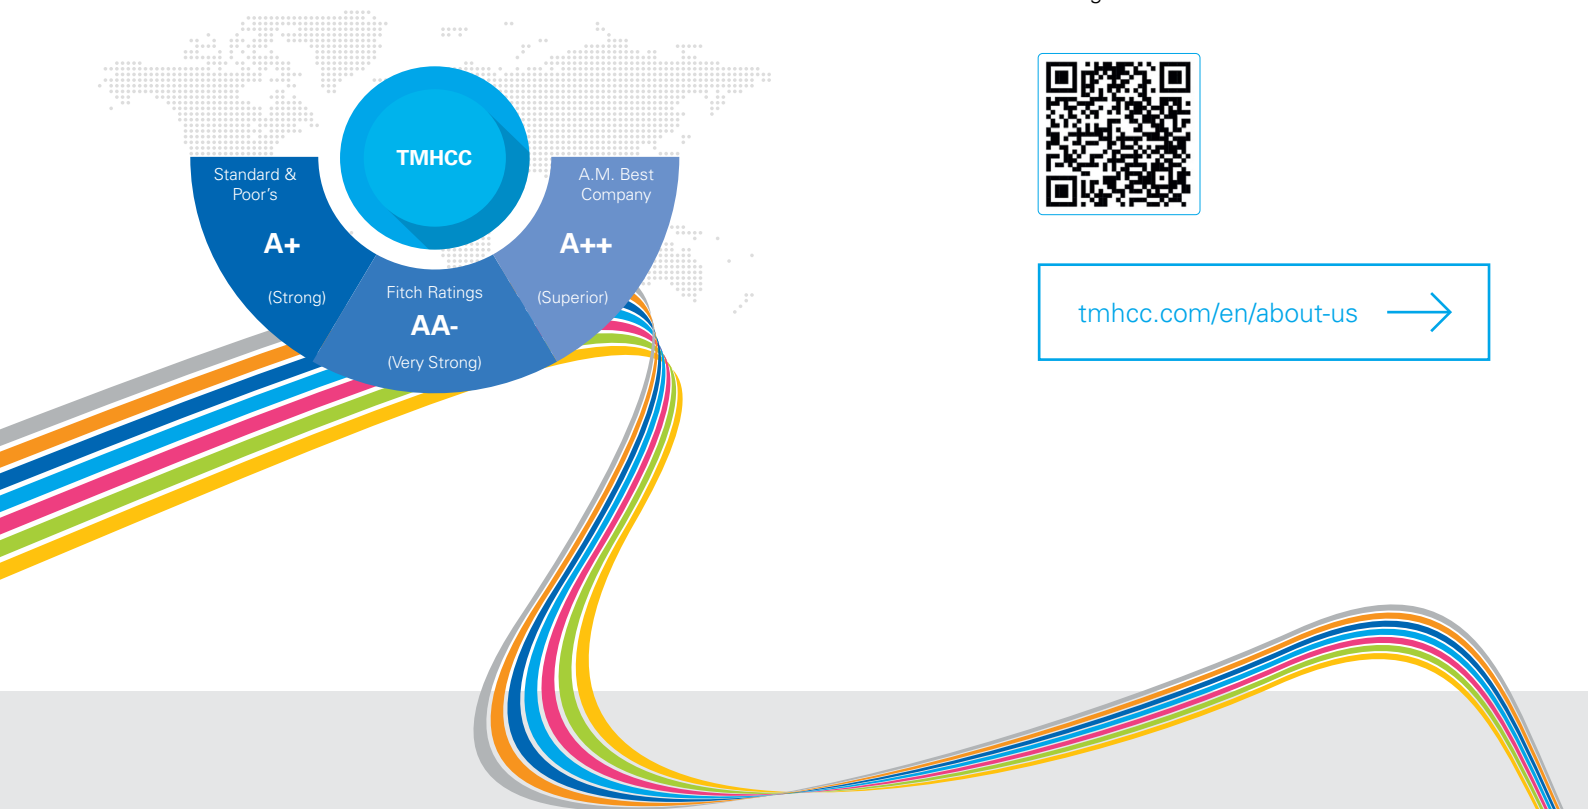 TMHCC
Standard &
Poor's
A+
(Strong)
Fitch Ratings
AA-
(Very Strong)
A.M. Best
Company
A++
(Superior)
tmhcc.com/en/about-us